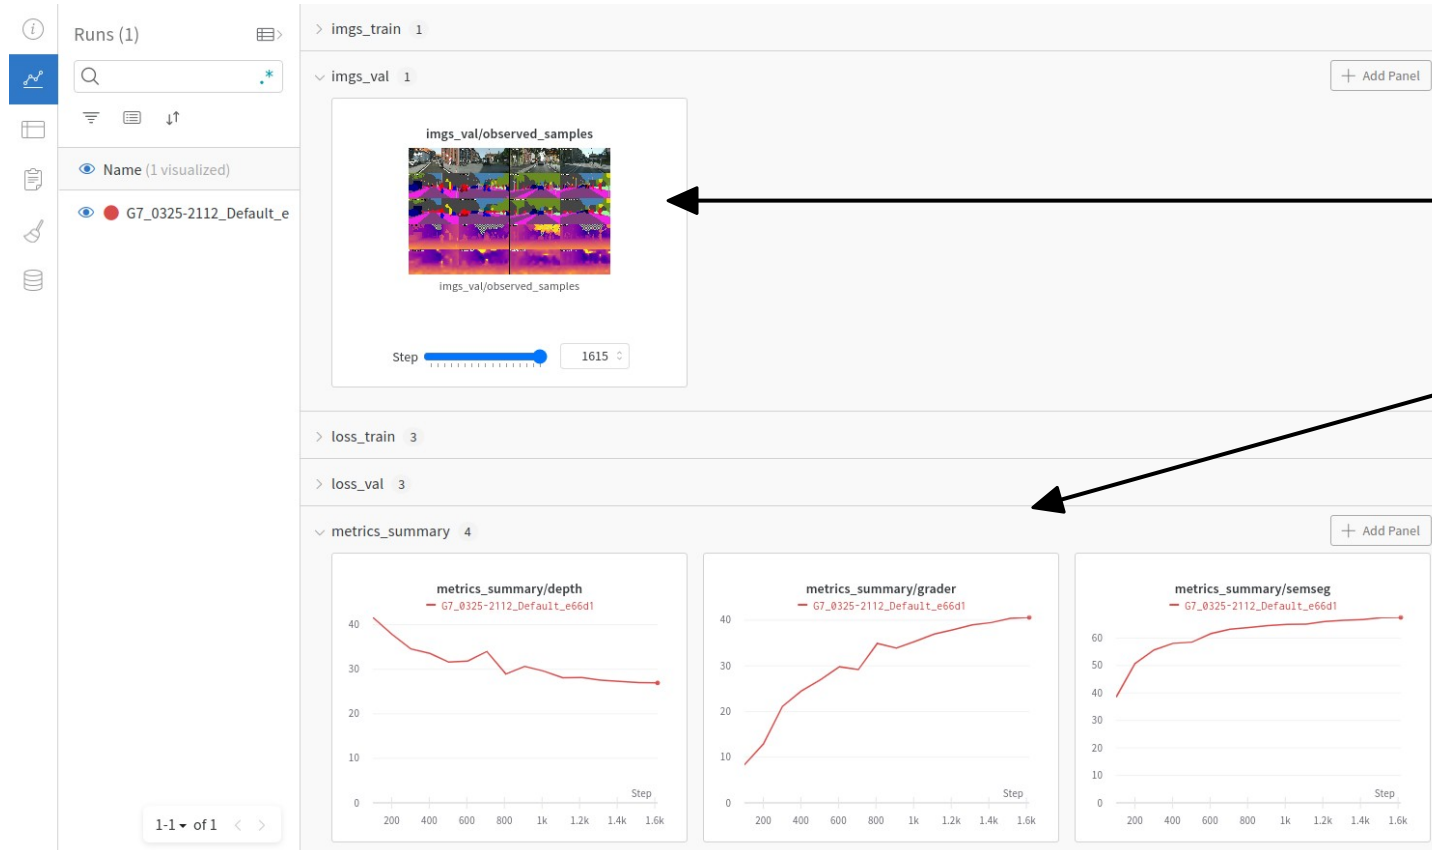 Runs (1)
.*
Name (1 visualized)
G7_0325-2112_Default_e
1-1 of 1
imgs_train 1
imgs_val 1
Add Panel
imgs_val/observed_samples
imgs_val/observed_samples
Step 1615
loss_train 3
loss_val 3
metrics_summary 4
Add Panel
metrics_summary/depth
G7_0325-2112_Default_e66d1
40
30
20
10
0
Step
200 400 600 800 1k 1.2k 1.4k 1.6k
metrics_summary/grader
G7_0325-2112_Default_e66d1
40
30
20
10
0
Step
200 400 600 800 1k 1.2k 1.4k 1.6k
metrics_summary/semseg
G7_0325-2112_Default_e66d1
60
50
40
30
20
10
0
Step
200 400 600 800 1k 1.2k 1.4k 1.6k